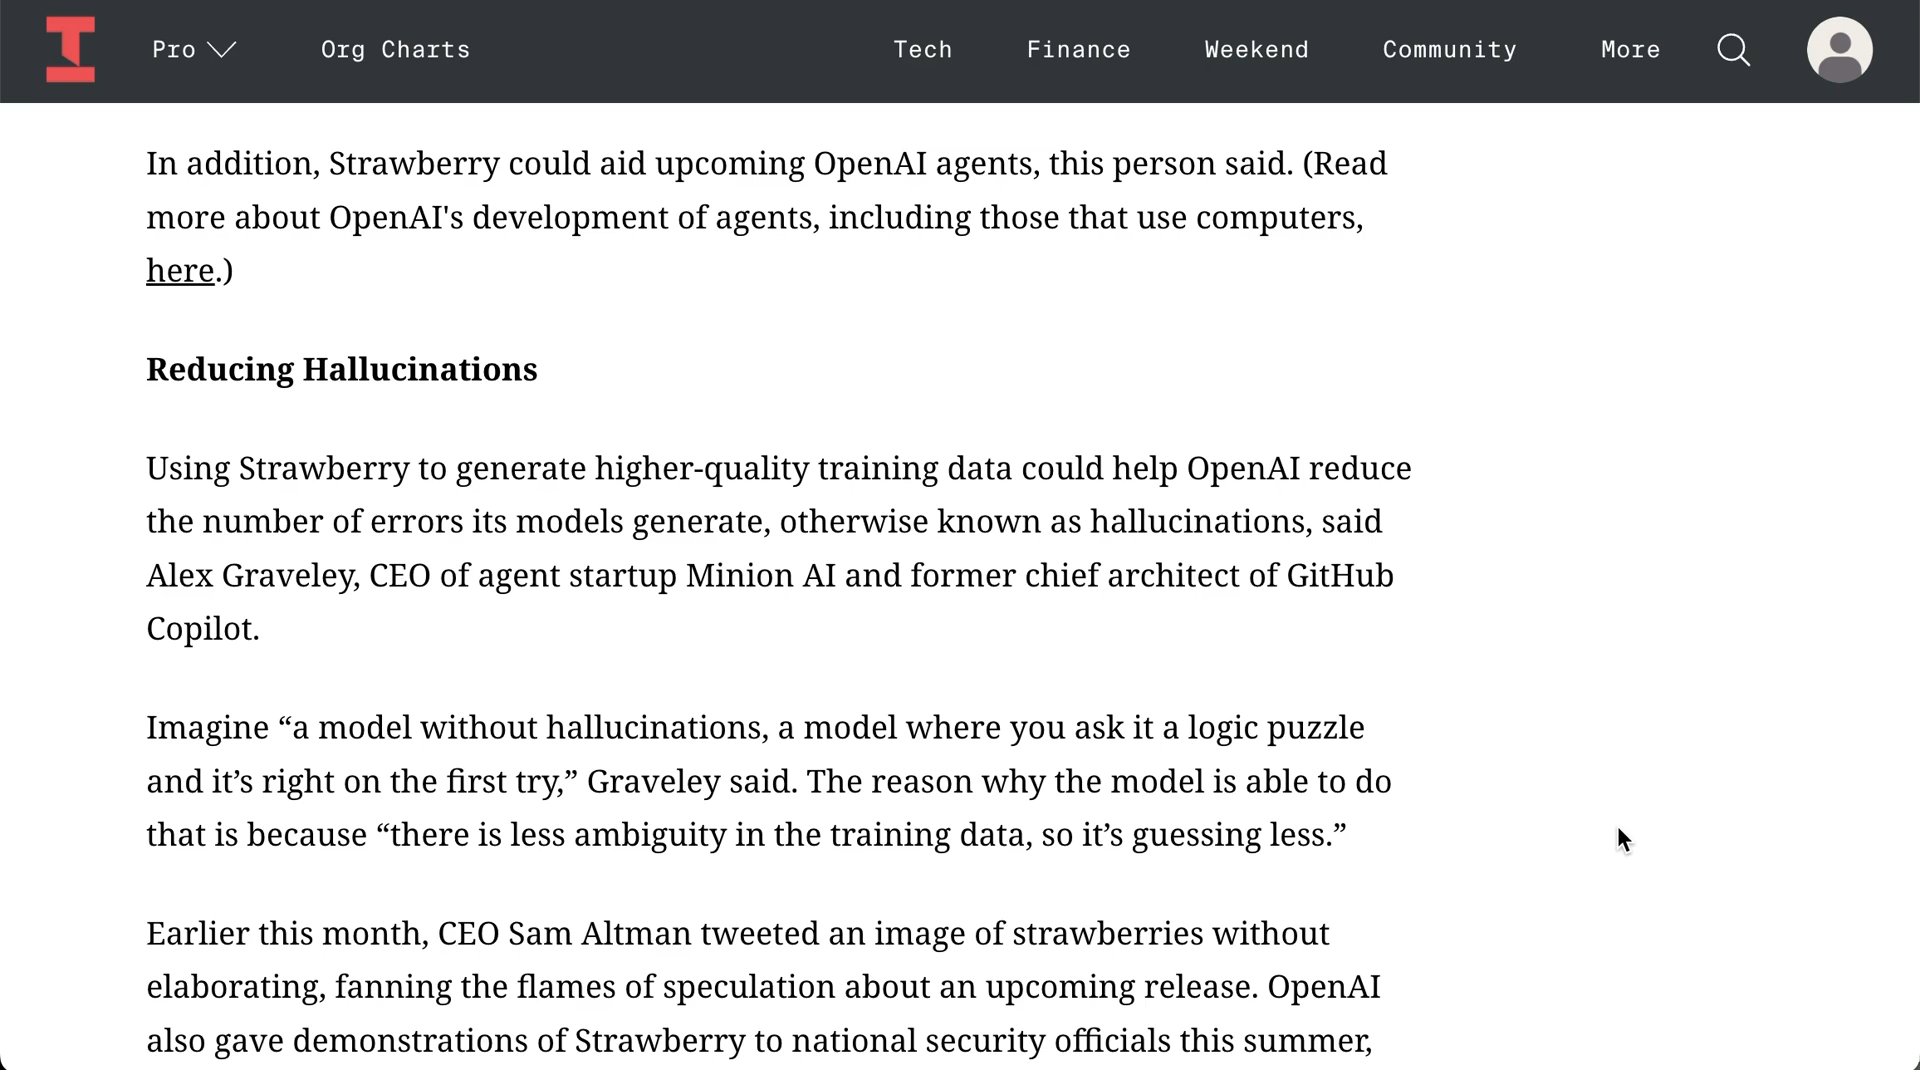 Pro
Org Charts
Tech
Finance
Weekend
Community
More
In addition, Strawberry could aid upcoming OpenAI agents, this person said. (Read
more about OpenAI's development of agents, including those that use computers,
here.)
Reducing Hallucinations
Using Strawberry to generate higher-quality training data could help OpenAI reduce
the number of errors its models generate, otherwise known as hallucinations, said
Alex Graveley, CEO of agent startup Minion AI and former chief architect of GitHub
Copilot.
Imagine “a model without hallucinations, a model where you ask it a logic puzzle
and it’s right on the first try,” Graveley said. The reason why the model is able to do
that is because “there is less ambiguity in the training data, so it’s guessing less.”
Earlier this month, CEO Sam Altman tweeted an image of strawberries without
elaborating, fanning the flames of speculation about an upcoming release. OpenAI
also gave demonstrations of Strawberry to national security officials this summer,